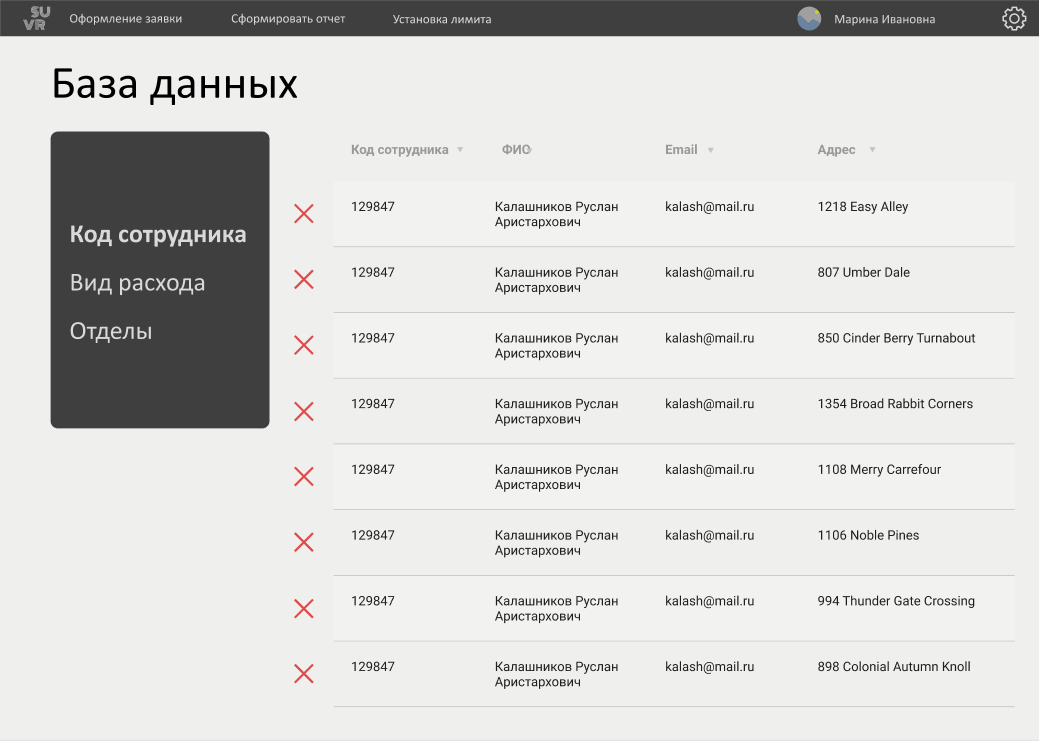 SU
VR
Оформление заявки Сформировать отчет Установка лимита Марина Ивановна
База данных
Код сотрудника
Вид расхода
Отделы
Код сотрудника ФИО Email Адрес
129847 Калашников Руслан kalash@mail.ru 1218 Easy Alley
Аристархович
129847 Калашников Руслан kalash@mail.ru 807 Umber Dale
Аристархович
129847 Калашников Руслан kalash@mail.ru 850 Cinder Berry Turnabout
Аристархович
129847 Калашников Руслан kalash@mail.ru 1354 Broad Rabbit Corners
Аристархович
129847 Калашников Руслан kalash@mail.ru 1108 Merry Carrefour
Аристархович
129847 Калашников Руслан kalash@mail.ru 1106 Noble Pines
Аристархович
129847 Калашников Руслан kalash@mail.ru 994 Thunder Gate Crossing
Аристархович
129847 Калашников Руслан kalash@mail.ru 898 Colonial Autumn Knoll
Аристархович